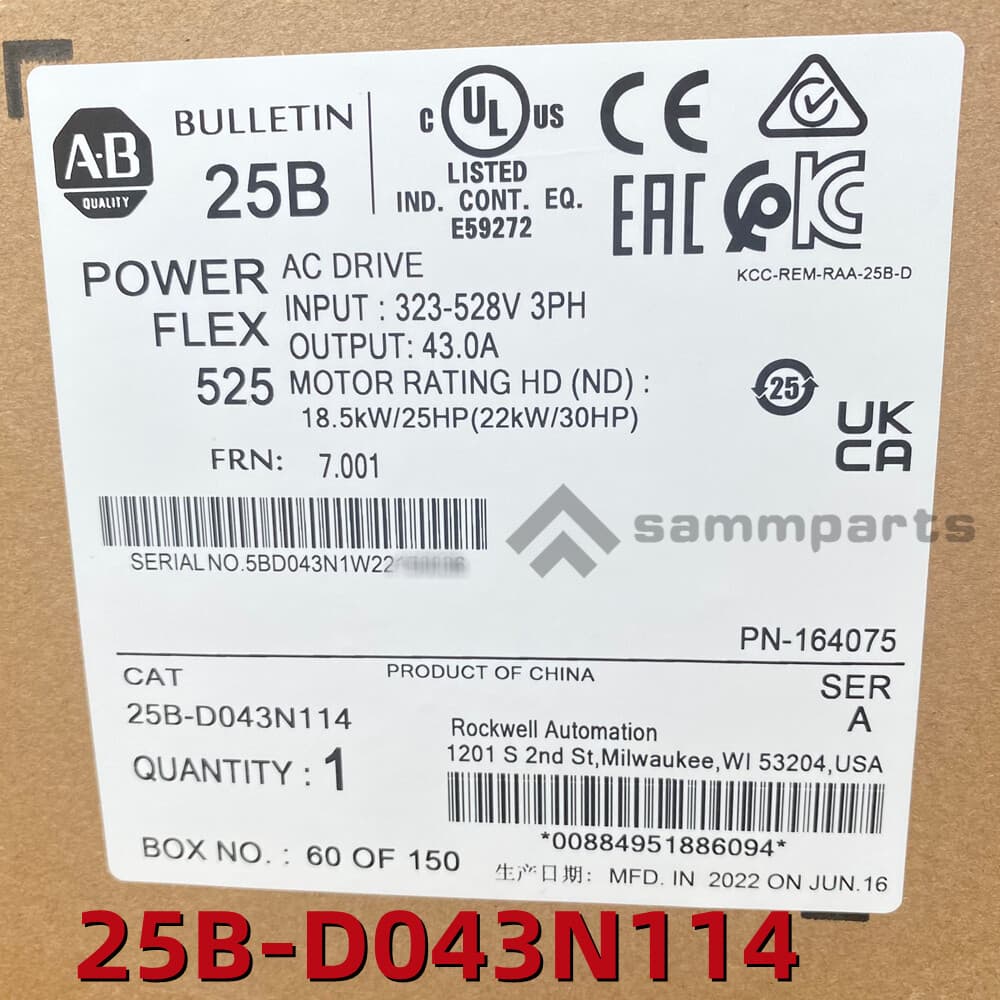 A·B
QUALITY
BULLETIN
25B
C UL US
LISTED
IND. CONT. EQ.
E59272
CE
EAC
KC
KCC-REM-RAA-25B-D
POWER
FLEX
525
AC DRIVE
INPUT : 323-528V 3PH
OUTPUT: 43.0A
MOTOR RATING HD (ND) :
18.5kW/25HP(22kW/30HP)
25
UK
CA
FRN: 7.001
sammparts
SERIAL NO.5BD043N1W22
PN-164075
CAT
25B-D043N114
QUANTITY : 1
PRODUCT OF CHINA
SER
A
Rockwell Automation
1201 S 2nd St,Milwaukee,WI 53204,USA
*00884951886094*
BOX NO. : 60 OF 150
生产日期: MFD. IN 2022 ON JUN.16
25B-D043N114